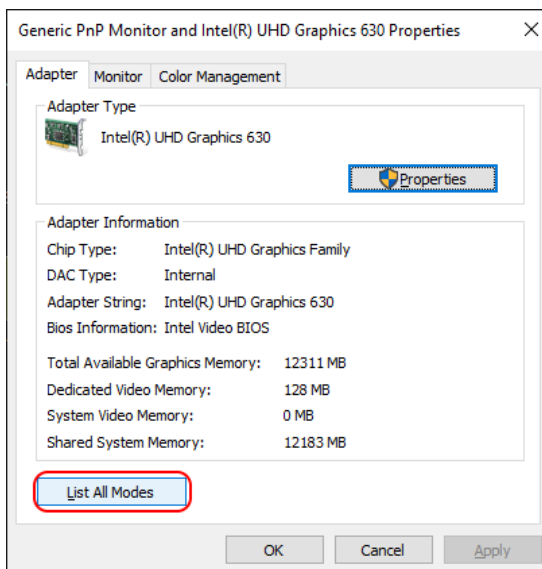 Generic PnP Monitor and Intel(R) UHD Graphics 630 Properties
Adapter Monitor Color Management
Adapter Type
Intel(R) UHD Graphics 630
Properties
Adapter Information
Chip Type: Intel(R) UHD Graphics Family
DAC Type: Internal
Adapter String: Intel(R) UHD Graphics 630
Bios Information: Intel Video BIOS
Total Available Graphics Memory: 12311 MB
Dedicated Video Memory: 128 MB
System Video Memory: 0 MB
Shared System Memory: 12183 MB
List All Modes
OK Cancel Apply